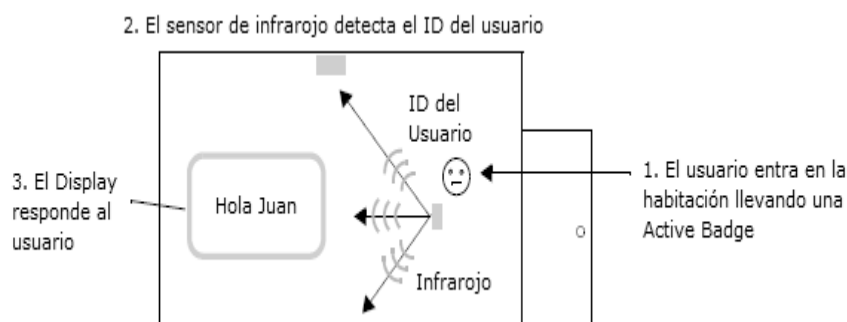 2. El sensor de infrarojo detecta el ID del usuario
ID del
Usuario
1. El usuario entra en la
habitación llevando una
Active Badge
3. El Display
responde al
usuario
Hola Juan
Infrarojo